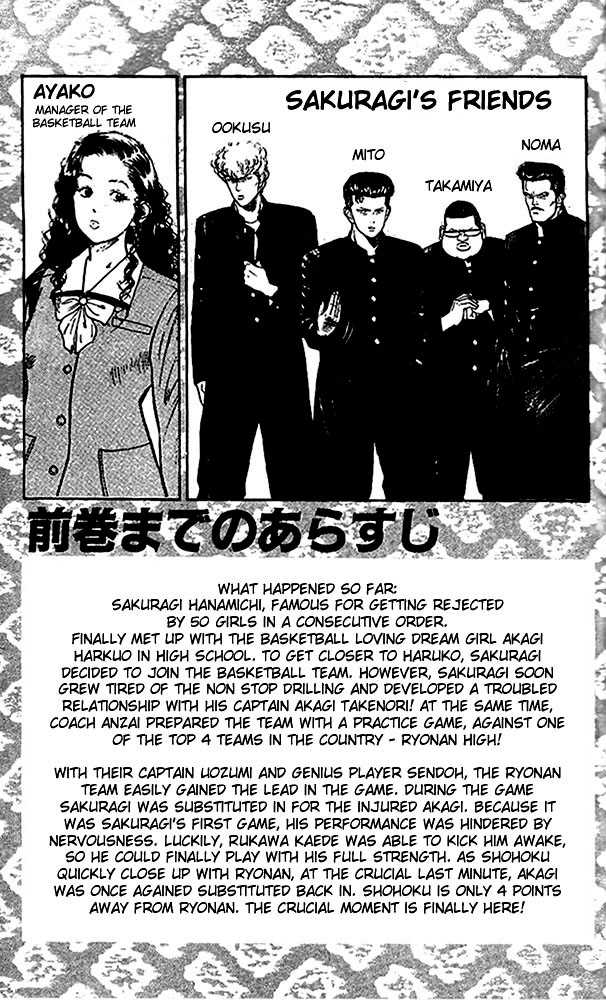 AYAKO
MANAGER OF THE
BASKETBALL TEAM
SAKURAGI'S FRIENDS
OOKUSU
MITO
TAKAMIYA
NOMA
前巻までのあらすじ
WHAT HAPPENED SO FAR:
SAKURAGI HANAMICHI, FAMOUS FOR GETTING REJECTED
BY 50 GIRLS IN A CONSECUTIVE ORDER.
FINALLY MET UP WITH THE BASKETBALL LOVING DREAM GIRL AKAGI
HARKUO IN HIGH SCHOOL. TO GET CLOSER TO HARUKO, SAKURAGI
DECIDED TO JOIN THE BASKETBALL TEAM. HOWEVER, SAKURAGI SOON
GREW TIRED OF THE NON STOP DRILLING AND DEVELOPED A TROUBLED
RELATIONSHIP WITH HIS CAPTAIN AKAGI TAKENORI! AT THE SAME TIME,
COACH ANZAI PREPARED THE TEAM WITH A PRACTICE GAME, AGAINST ONE
OF THE TOP 4 TEAMS IN THE COUNTRY - RYONAN HIGH!
WITH THEIR CAPTAIN UOZUMI AND GENIUS PLAYER SENDOH, THE RYONAN
TEAM EASILY GAINED THE LEAD IN THE GAME. DURING THE GAME
SAKURAGI WAS SUBSTITUTED IN FOR THE INJURED AKAGI. BECAUSE IT
WAS SAKURAGI'S FIRST GAME, HIS PERFORMANCE WAS HINDERED BY
NERVOUSNESS. LUCKILY, RUKAWA KAEDE WAS ABLE TO KICK HIM AWAKE,
SO HE COULD FINALLY PLAY WITH HIS FULL STRENGTH. AS SHOHOKU
QUICKLY CLOSE UP WITH RYONAN, AT THE CRUCIAL LAST MINUTE, AKAGI
WAS ONCE AGAINED SUBSTITUTED BACK IN. SHOHOKU IS ONLY 4 POINTS
AWAY FROM RYONAN. THE CRUCIAL MOMENT IS FINALLY HERE!